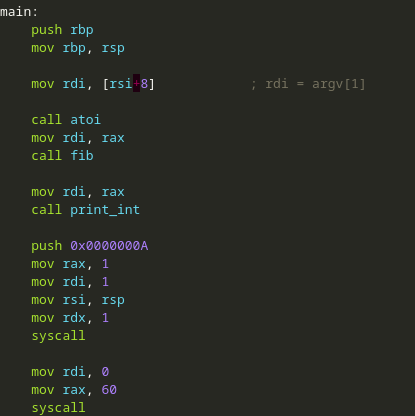 main:
    push rbp
    mov rbp, rsp

    mov rdi, [rsi+8]            ; rdi = argv[1]

    call atoi
    mov rdi, rax
    call fib

    mov rdi, rax
    call print_int

    push 0x0000000A
    mov rax, 1
    mov rdi, 1
    mov rsi, rsp
    mov rdx, 1
    syscall

    mov rdi, 0
    mov rax, 60
    syscall